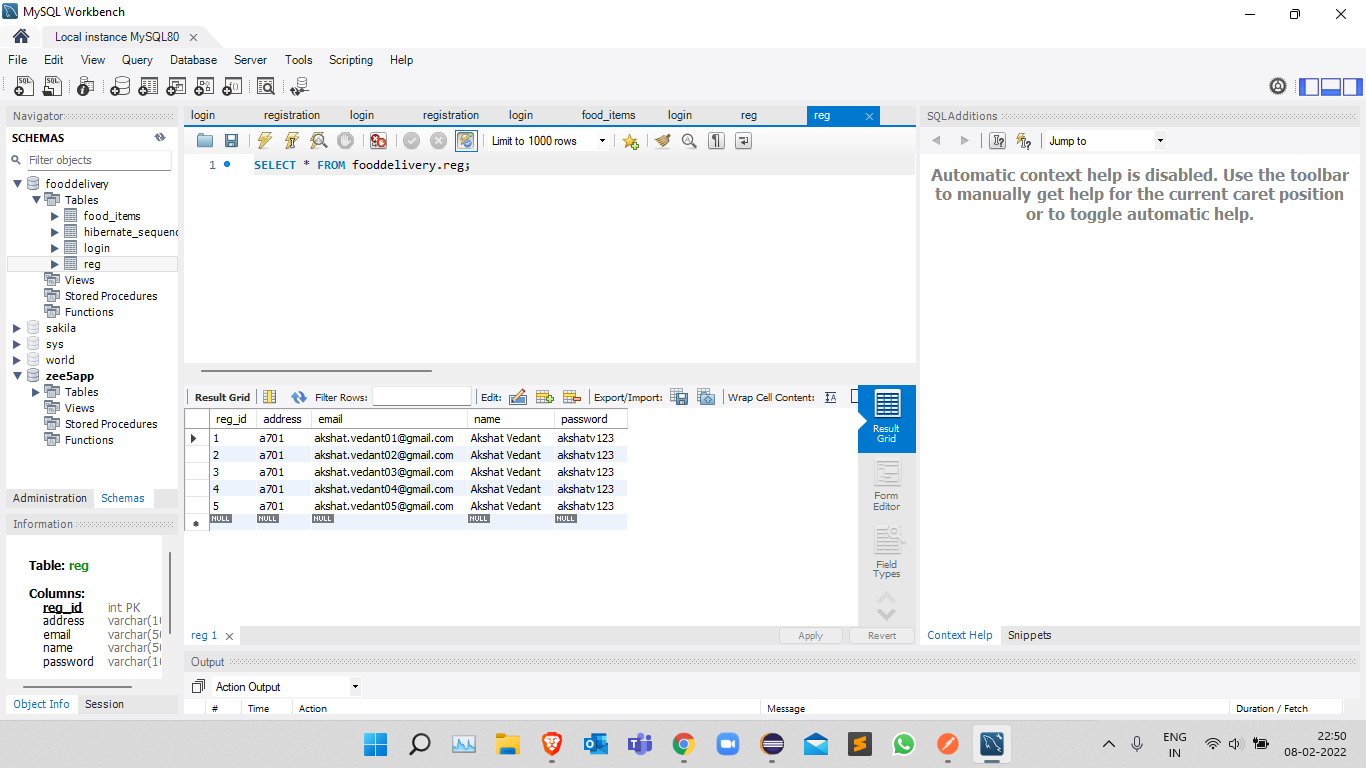 MySQL Workbench
Local instance MySQL80
File Edit View Query Database Server Tools Scripting Help
Navigator
SCHEMAS
Filter objects
fooddelivery
Tables
food_items
hibernate_sequenc
login
reg
Views
Stored Procedures
Functions
sakila
sys
world
zee5app
Tables
Views
Stored Procedures
Functions
Administration Schemas
Information
Table: reg
Columns:
reg_id int PK
address varchar(10
email varchar(50
name varchar(50
password varchar(10
Object Info Session
login registration login registration login food_items login reg reg
Limit to 1000 rows
1 SELECT * FROM fooddelivery.reg;
Result Grid Filter Rows: Edit: Export/Import: Wrap Cell Content:
reg_id address email name password
1 a701 akshat.vedant01@gmail.com Akshat Vedant akshatv123
2 a701 akshat.vedant02@gmail.com Akshat Vedant akshatv123
3 a701 akshat.vedant03@gmail.com Akshat Vedant akshatv123
4 a701 akshat.vedant04@gmail.com Akshat Vedant akshatv123
5 a701 akshat.vedant05@gmail.com Akshat Vedant akshatv123
NULL NULL NULL NULL NULL
Result
Grid
Form
Editor
Field
Types
reg 1
Apply Revert
SQLAdditions
Jump to
Automatic context help is disabled. Use the toolbar
to manually get help for the current caret position
or to toggle automatic help.
Context Help Snippets
Output
Action Output
# Time Action Message Duration / Fetch
ENG
IN
22:50
08-02-2022